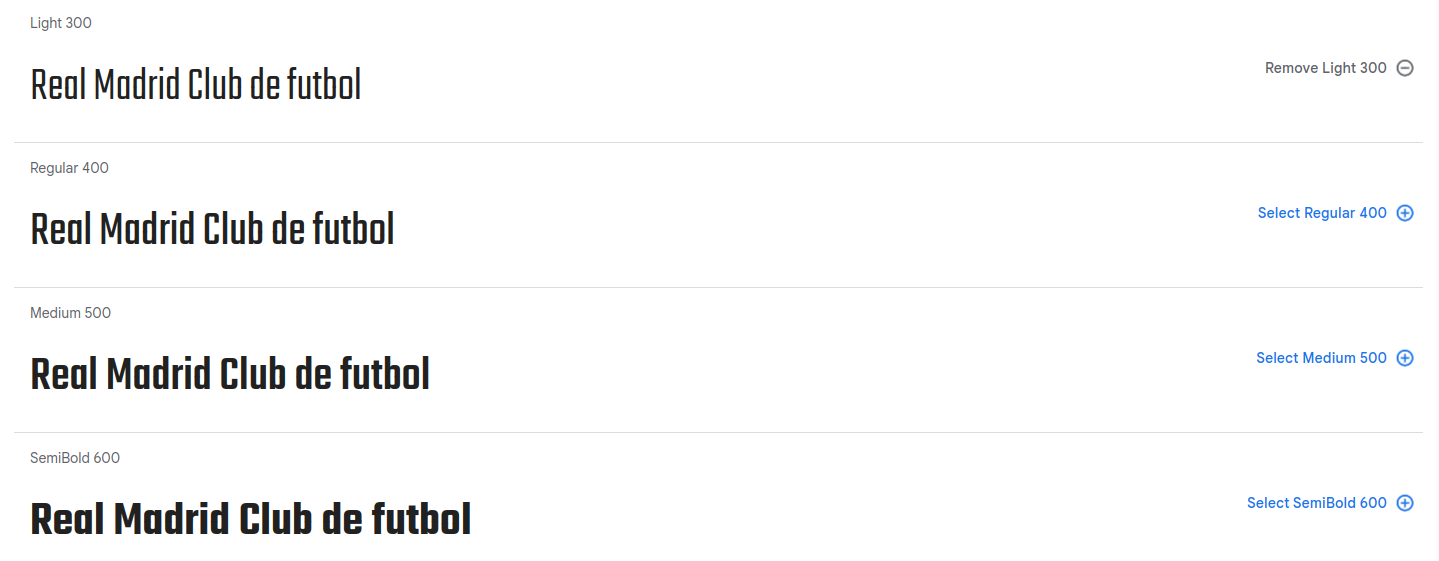 Light 300
Real Madrid Club de futbol
Remove Light 300
Regular 400
Real Madrid Club de futbol
Select Regular 400
Medium 500
Real Madrid Club de futbol
Select Medium 500
SemiBold 600
Real Madrid Club de futbol
Select SemiBold 600